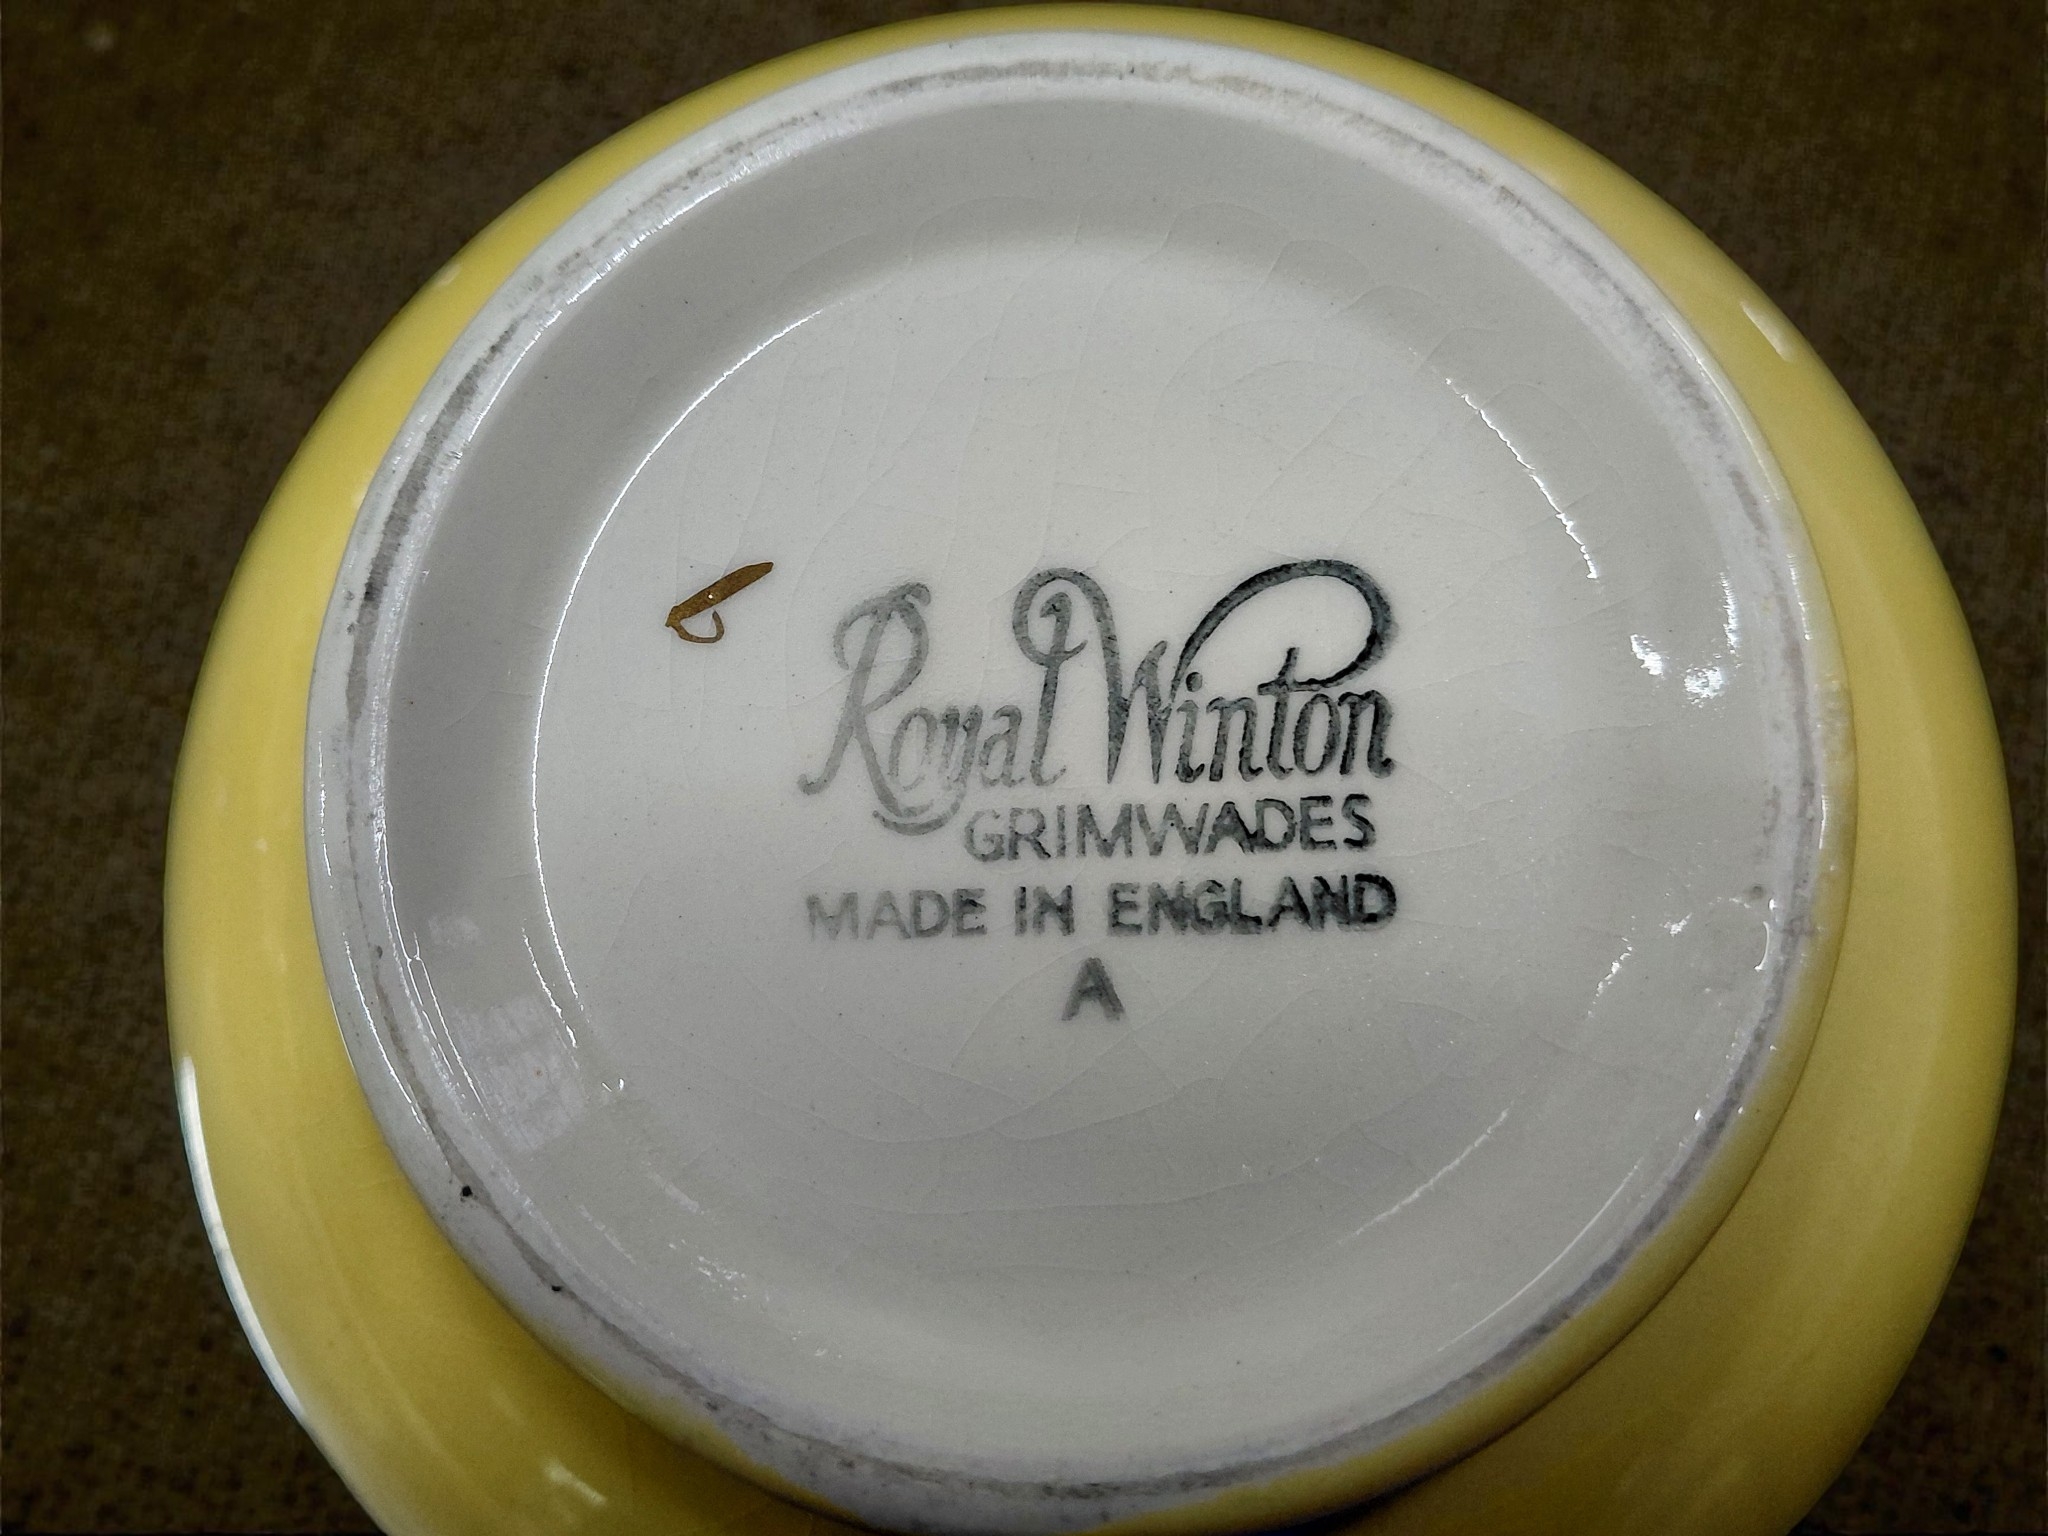 Royal Winton
GRIMWADES
MADE IN ENGLAND
A